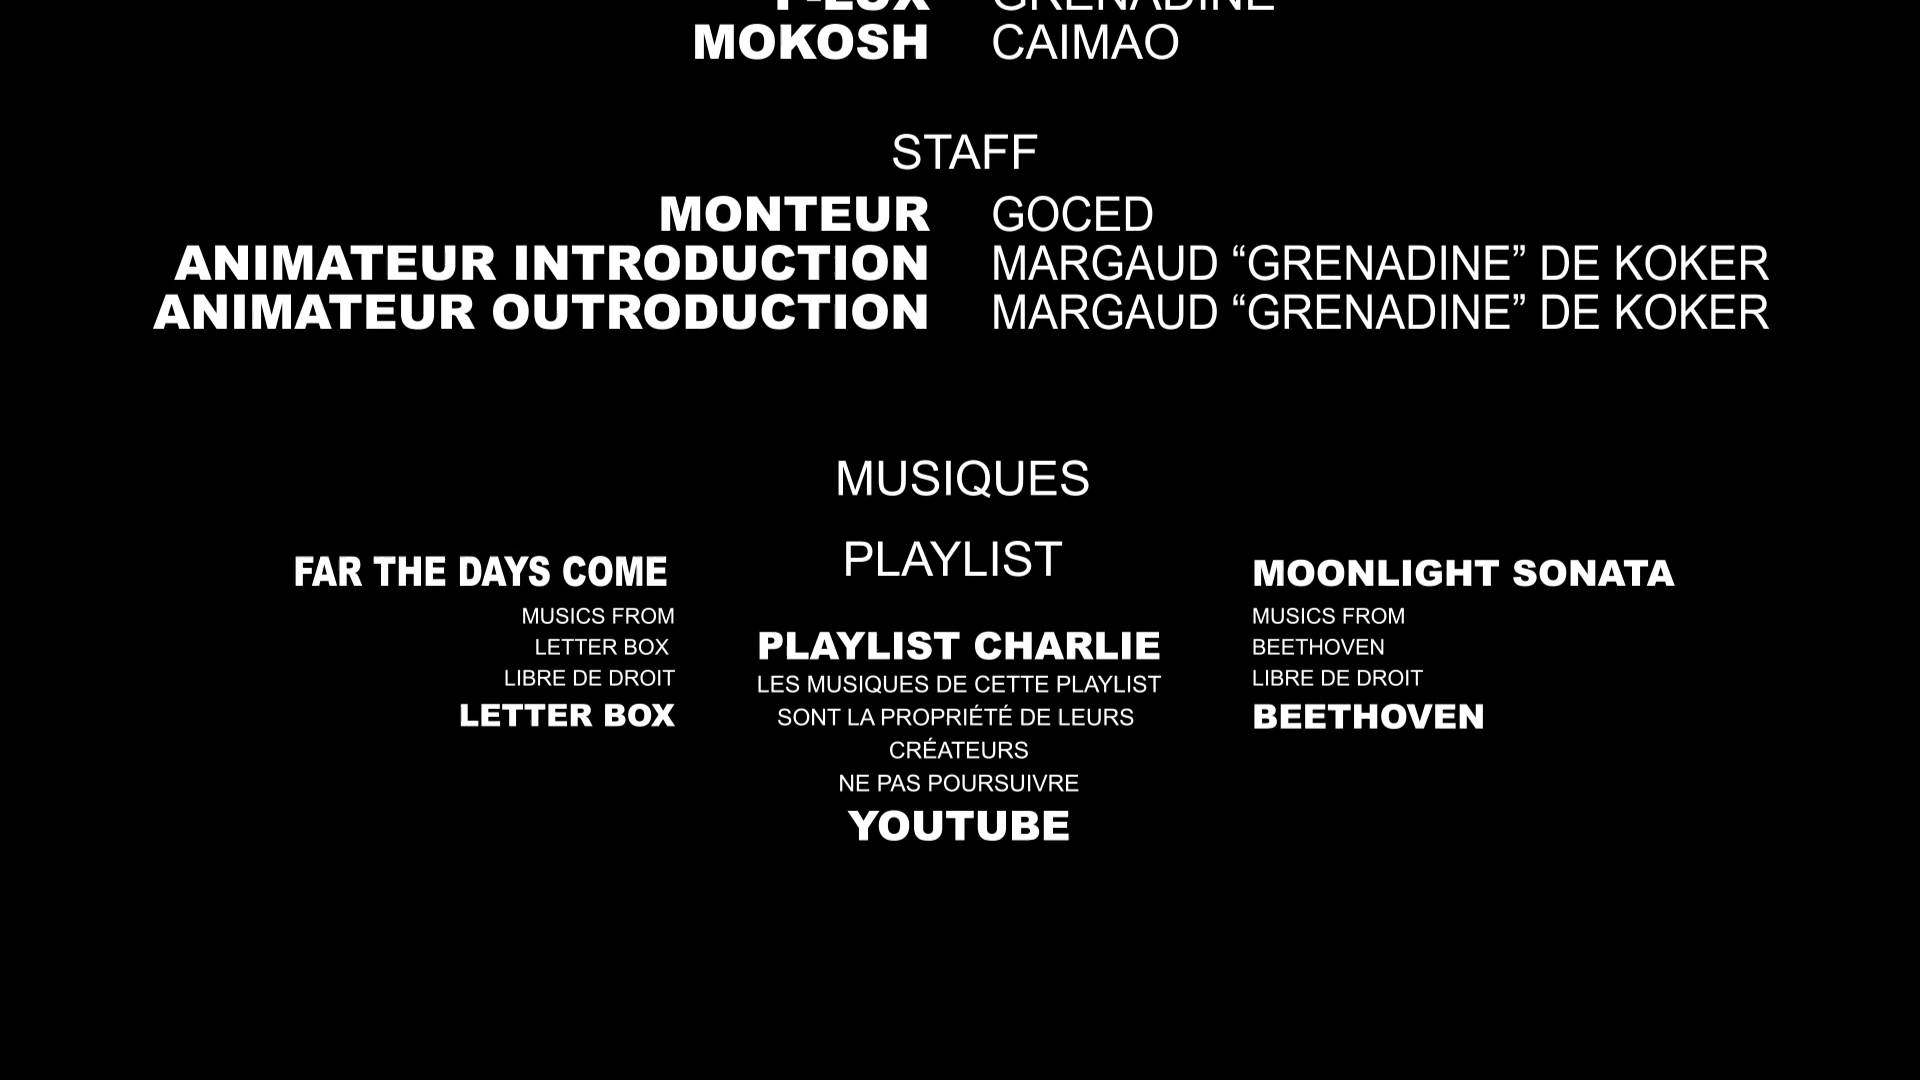 GRENADINE
MOKOSH CAIMAO
STAFF
MONTEUR GOCED
ANIMATEUR INTRODUCTION MARGAUD “GRENADINE” DE KOKER
ANIMATEUR OUTRODUCTION MARGAUD “GRENADINE” DE KOKER
MUSIQUES
PLAYLIST
FAR THE DAYS COME
MUSICS FROM
LETTER BOX
LIBRE DE DROIT
LETTER BOX
PLAYLIST CHARLIE
LES MUSIQUES DE CETTE PLAYLIST
SONT LA PROPRIÉTÉ DE LEURS
CRÉATEURS
NE PAS POURSUIVRE
YOUTUBE
MOONLIGHT SONATA
MUSICS FROM
BEETHOVEN
LIBRE DE DROIT
BEETHOVEN